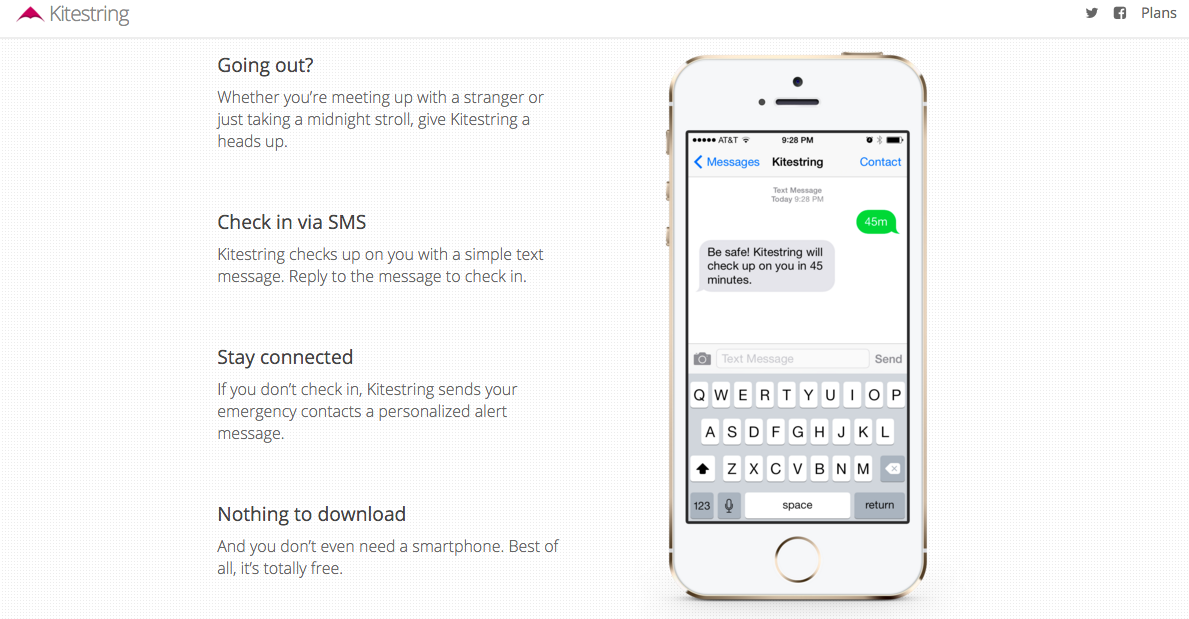 Kitestring
Plans
Going out?
Whether you’re meeting up with a stranger or
just taking a midnight stroll, give Kitestring a
heads up.
Check in via SMS
Kitestring checks up on you with a simple text
message. Reply to the message to check in.
Stay connected
If you don’t check in, Kitestring sends your
emergency contacts a personalized alert
message.
Nothing to download
And you don’t even need a smartphone. Best of
all, it’s totally free.
AT&T 9:28 PM
Messages Kitestring Contact
Text Message
Today 9:28 PM
45m
Be safe! Kitestring will
check up on you in 45
minutes.
Text Message Send
Q W E R T Y U I O P
A S D F G H J K L
Z X C V B N M
123 space return